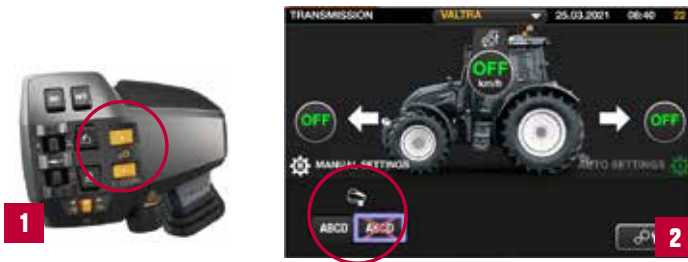 TRANSMISSION VALTRA 25.03.2021 08:40 22
OFF
km/h
OFF
OFF
MANUAL SETTINGS
AUTO SETTINGS
ABCD
ABCD
1
2